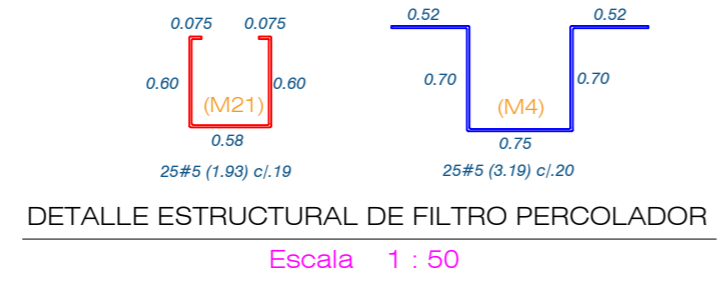 0.52 0.52
0.075 0.075
0.60 0.60 0.70 0.70
(M21) (M4)
0.58 0.75
25#5 (1.93) c/.19 25#5 (3.19) c/.20
DETALLE ESTRUCTURAL DE FILTRO PERCOLADOR
Escala 1 : 50